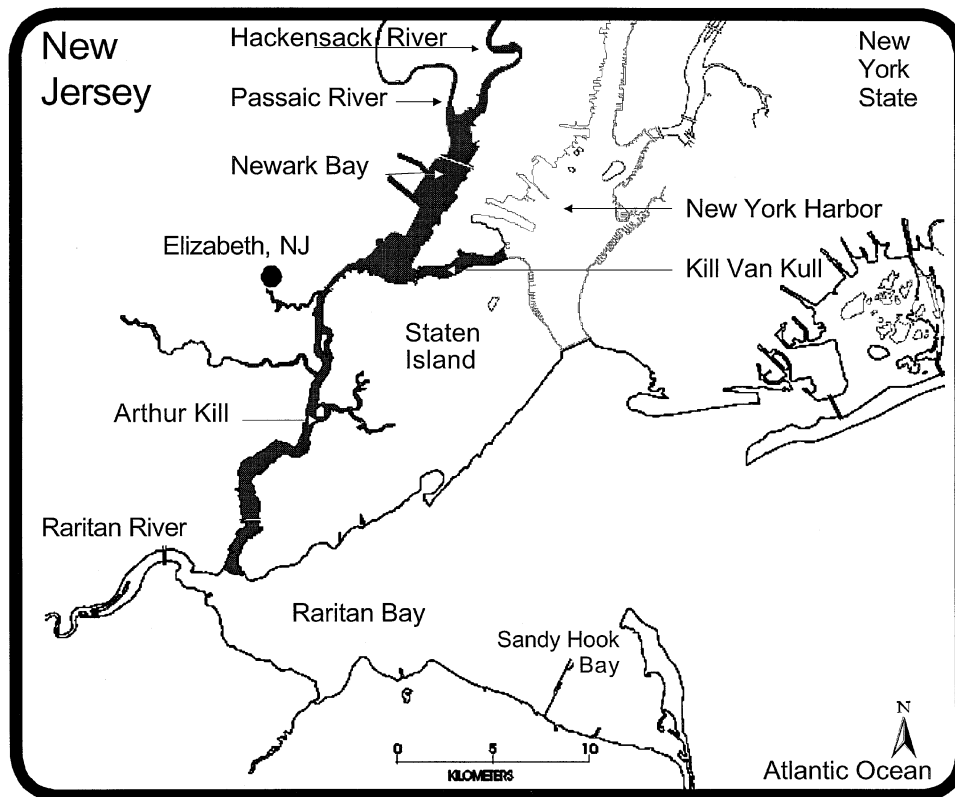 New
Jersey
Hackensack River
New
York
State
Passaic River
Newark Bay
New York Harbor
Elizabeth, NJ
Kill Van Kull
Staten
Island
Arthur Kill
Raritan River
Raritan Bay
Sandy Hook
Bay
N
0 5 10
KILOMETERS
Atlantic Ocean